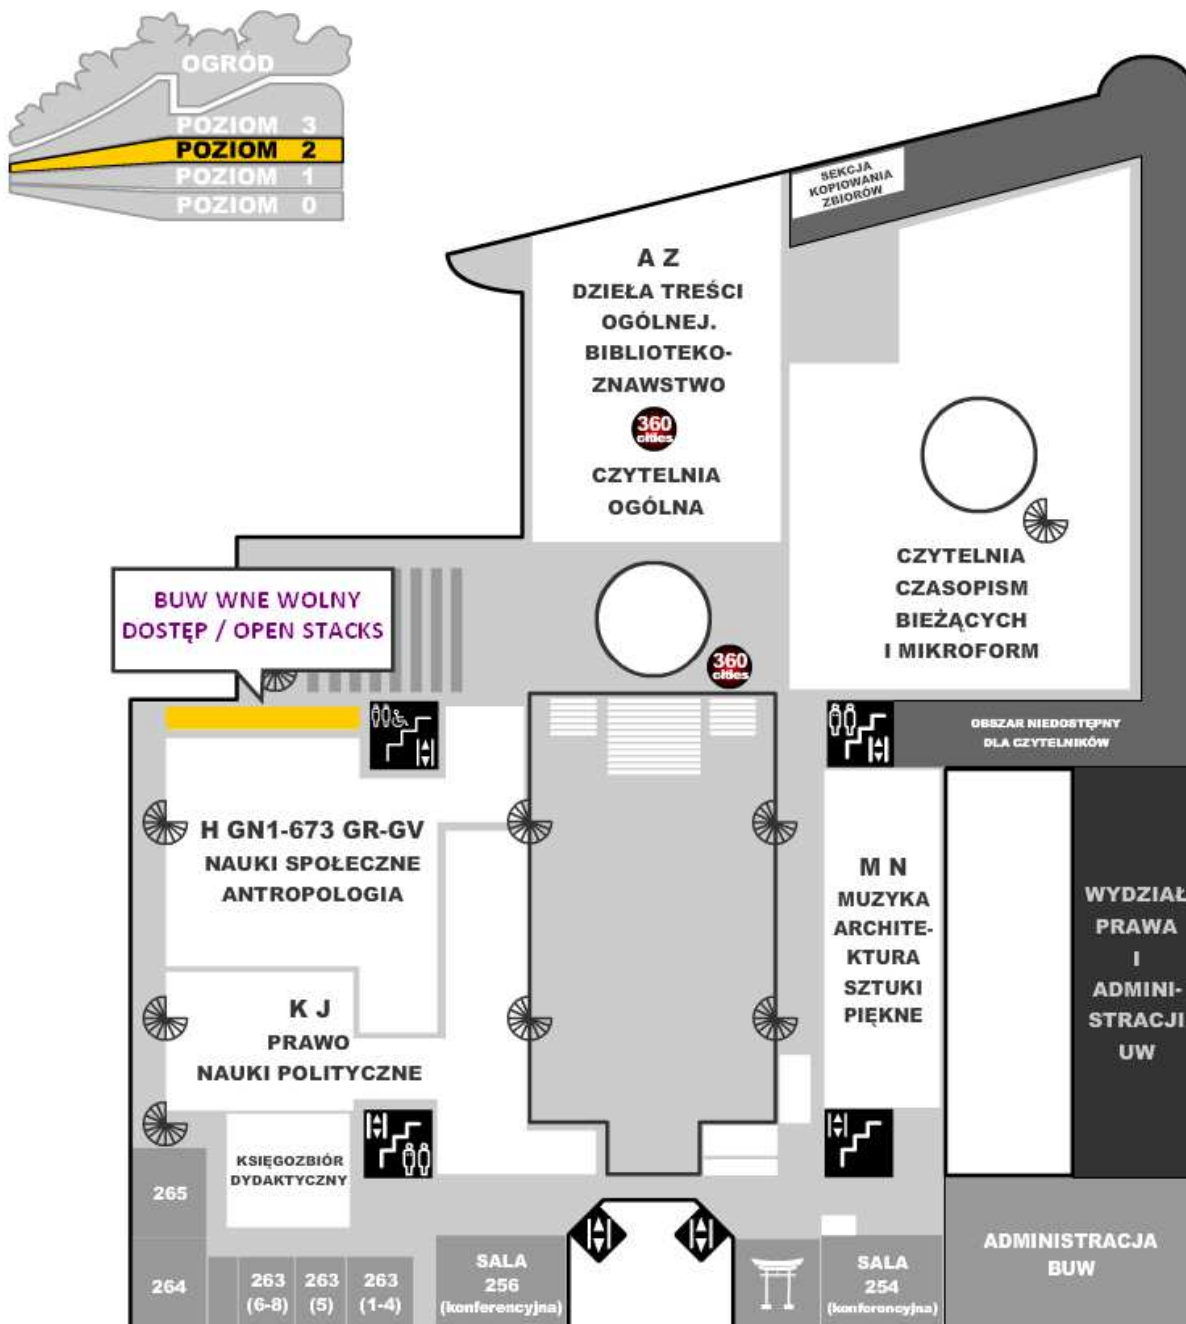 OGRÓD
POZIOM 3
POZIOM 2
POZIOM 1
POZIOM 0
SEKCJA
KOPIOWANIA
ZBIORÓW
A Z
DZIEŁA TREŚCI
OGÓLNEJ.
BIBLIOTEKO-
ZNAWSTWO
360
cities
CZYTELNIA
OGÓLNA
CZYTELNIA
CZASOPISM
BIEŻĄCYCH
I MIKROFORM
BUW WNE WOLNY
DOSTĘP / OPEN STACKS
360
cities
OBSZAR NIEDOSTĘPNY
DLA CZYTELNIKÓW
H GN1-673 GR-GV
NAUKI SPOŁECZNE
ANTROPOLOGIA
M N
MUZYKA
ARCHITE-
KTURA
SZTUKI
PIĘKNE
WYDZIAŁ
PRAWA
I
ADMINI-
STRACJI
UW
K J
PRAWO
NAUKI POLITYCZNE
KSIĘGOZBIÓR
DYDAKTYCZNY
265
264
263
(6-8)
263
(5)
263
(1-4)
SALA
256
(konferencyjna)
SALA
254
(konferencyjna)
ADMINISTRACJA
BUW